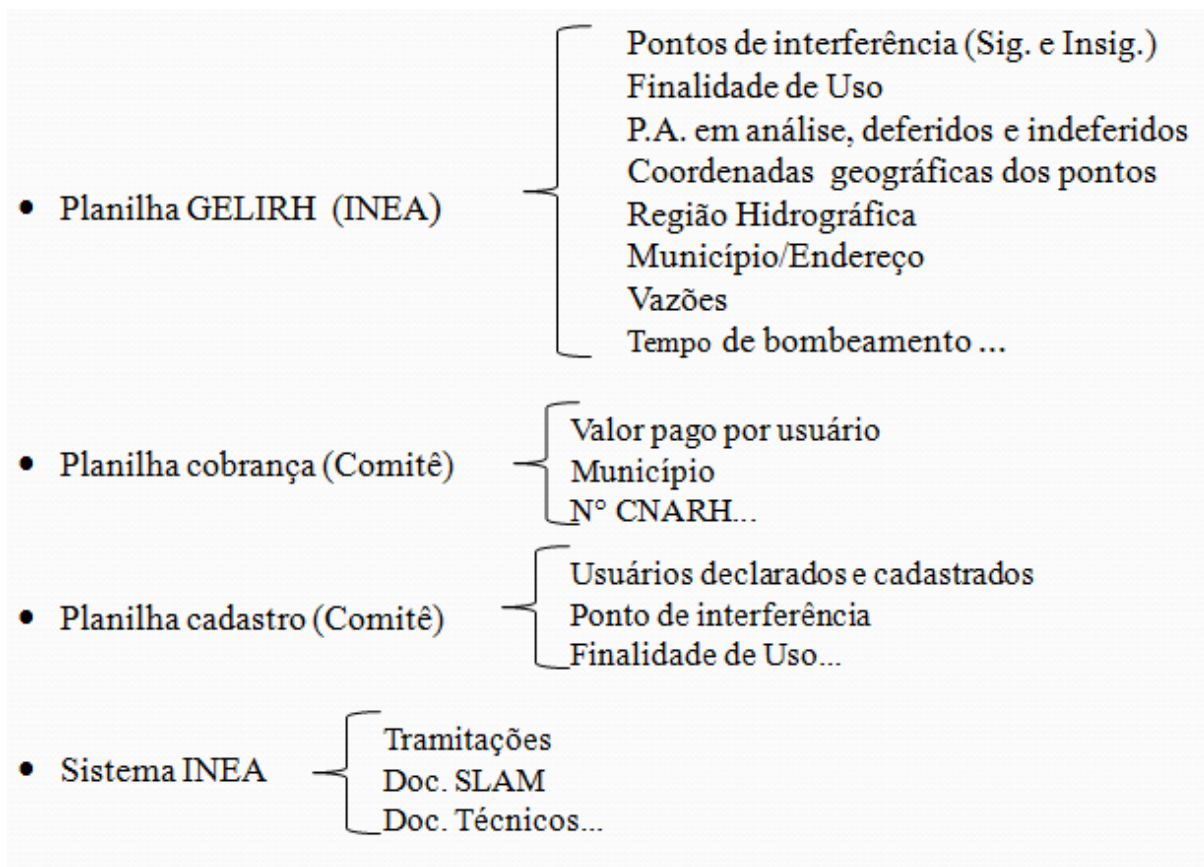 • Planilha GELIRH (INEA)
Pontos de interferência (Sig. e Insig.)
Finalidade de Uso
P.A. em análise, deferidos e indeferidos
Coordenadas geográficas dos pontos
Região Hidrográfica
Município/Endereço
Vazões
Tempo de bombeamento ...
• Planilha cobrança (Comitê)
Valor pago por usuário
Município
N° CNARH...
• Planilha cadastro (Comitê)
Usuários declarados e cadastrados
Ponto de interferência
Finalidade de Uso...
• Sistema INEA
Tramitações
Doc. SLAM
Doc. Técnicos...